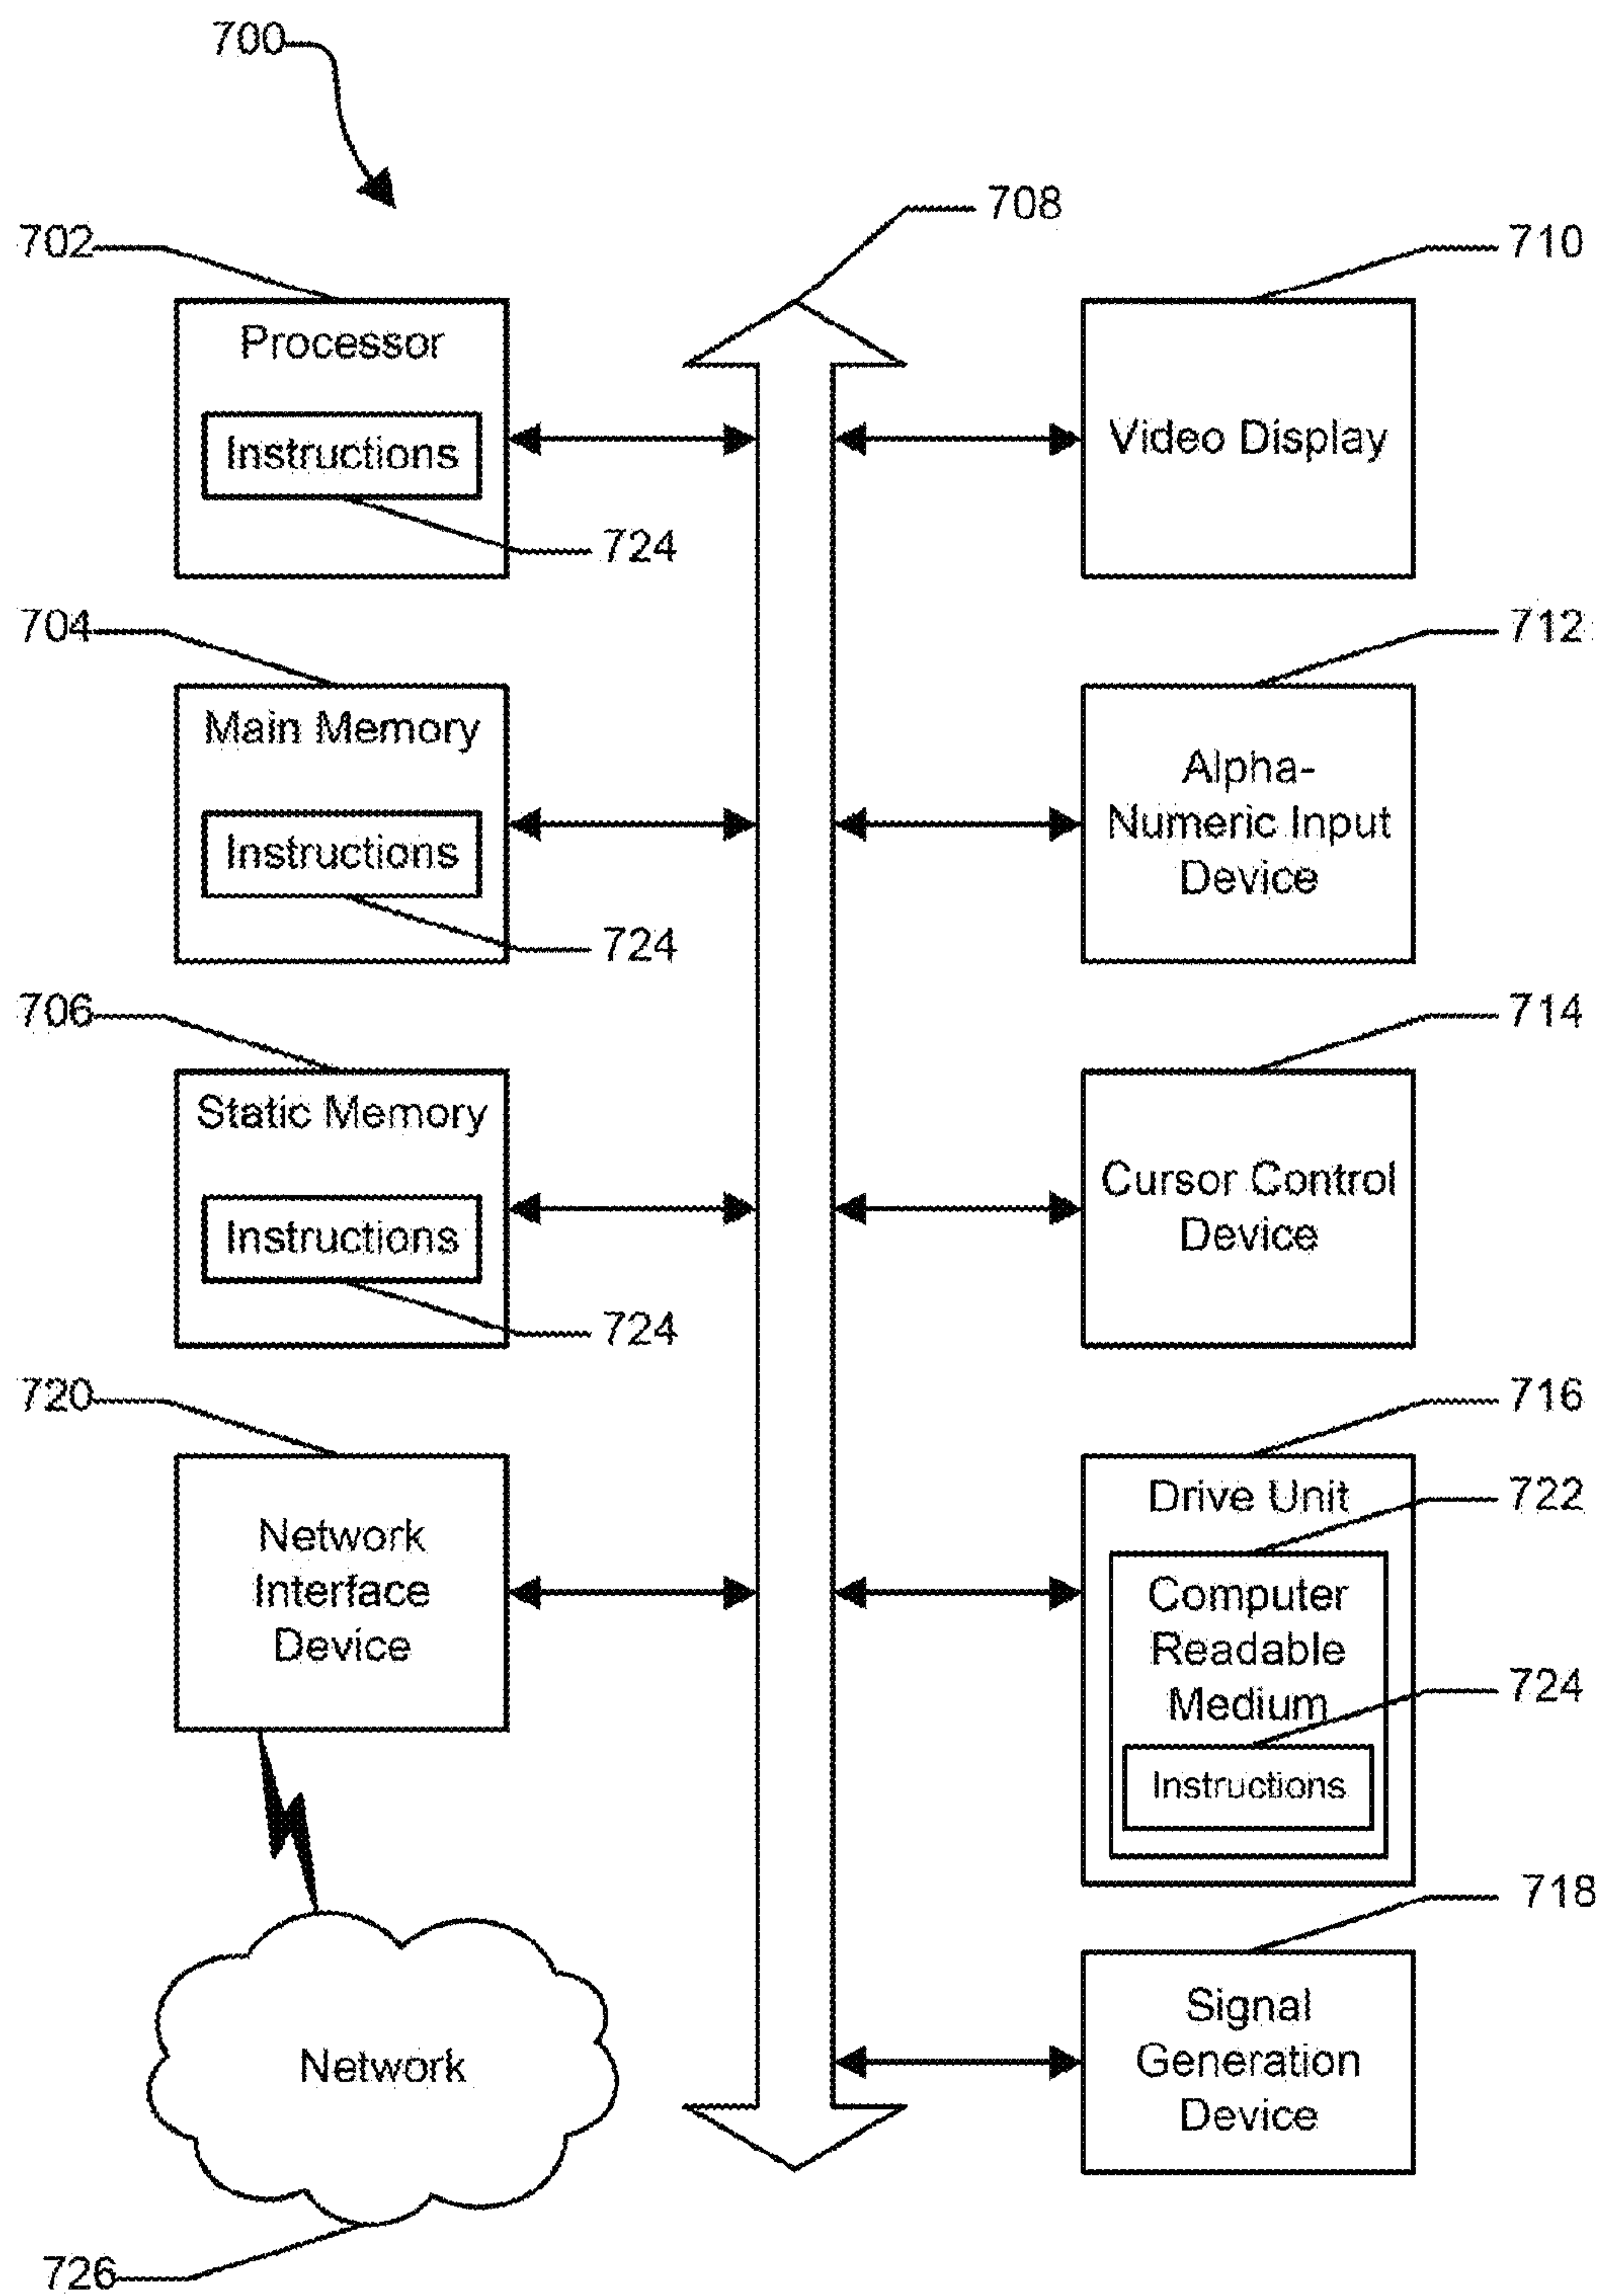 700
708
702
710
Processor
Instructions
Video Display
724
704
712
Main Memory
Alpha-
Numeric Input
Device
Instructions
724
706
714
Static Memory
Cursor Control
Device
Instructions
724
720
716
Drive Unit
722
Network
Interface
Device
Computer
Readable
Medium
724
Instructions
718
Signal
Generation
Device
Network
726